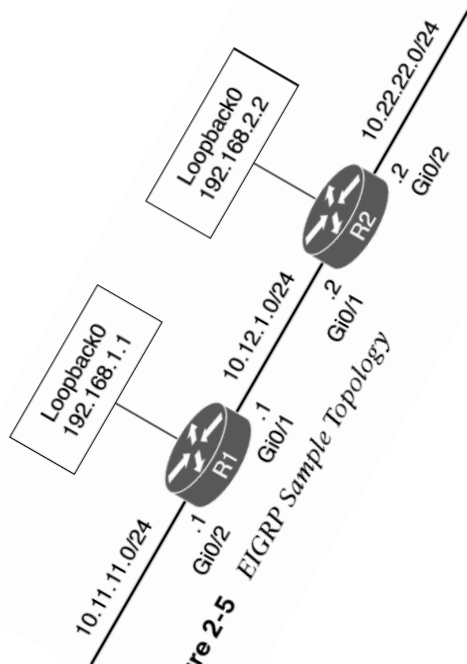 Loopback0
192.168.1.1
Loopback0
192.168.2.2
10.11.11.0/24
10.12.1.0/24
10.22.22.0/24
R1
R2
.1
Gi0/2
.1
Gi0/1
.2
Gi0/1
.2
Gi0/2
2-5 EIGRP Sample Topology